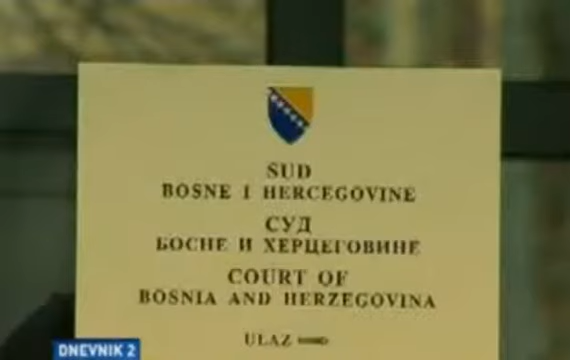 SUD
BOSNE I HERCEGOVINE
СУД
БОСНЕ И ХЕРЦЕГОВИНЕ
COURT OF
BOSNIA AND HERZEGOVINA
ULAZ
DNEVNIK 2